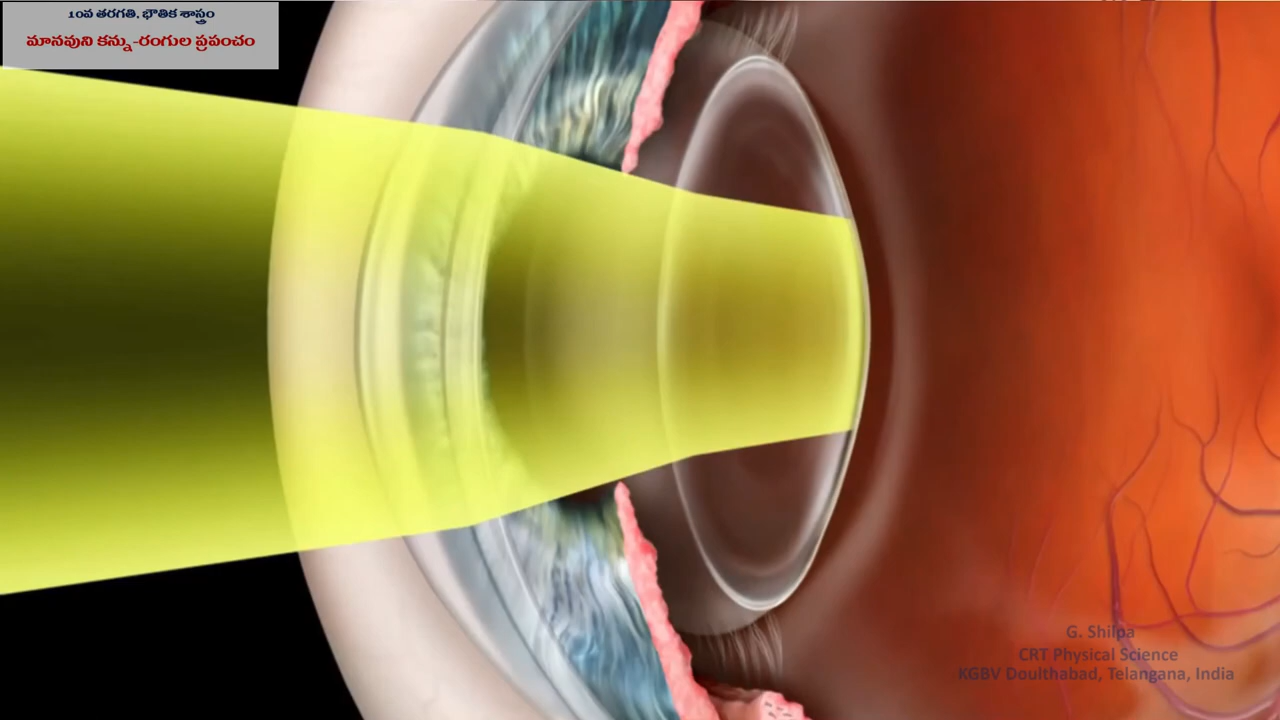 10వ తరగతి, భౌతిక శాస్త్రం
మానవుని కన్ను-రంగుల ప్రపంచం
G. Shilpa
CRT Physical Science
KGBV Doulthabad, Telangana, India